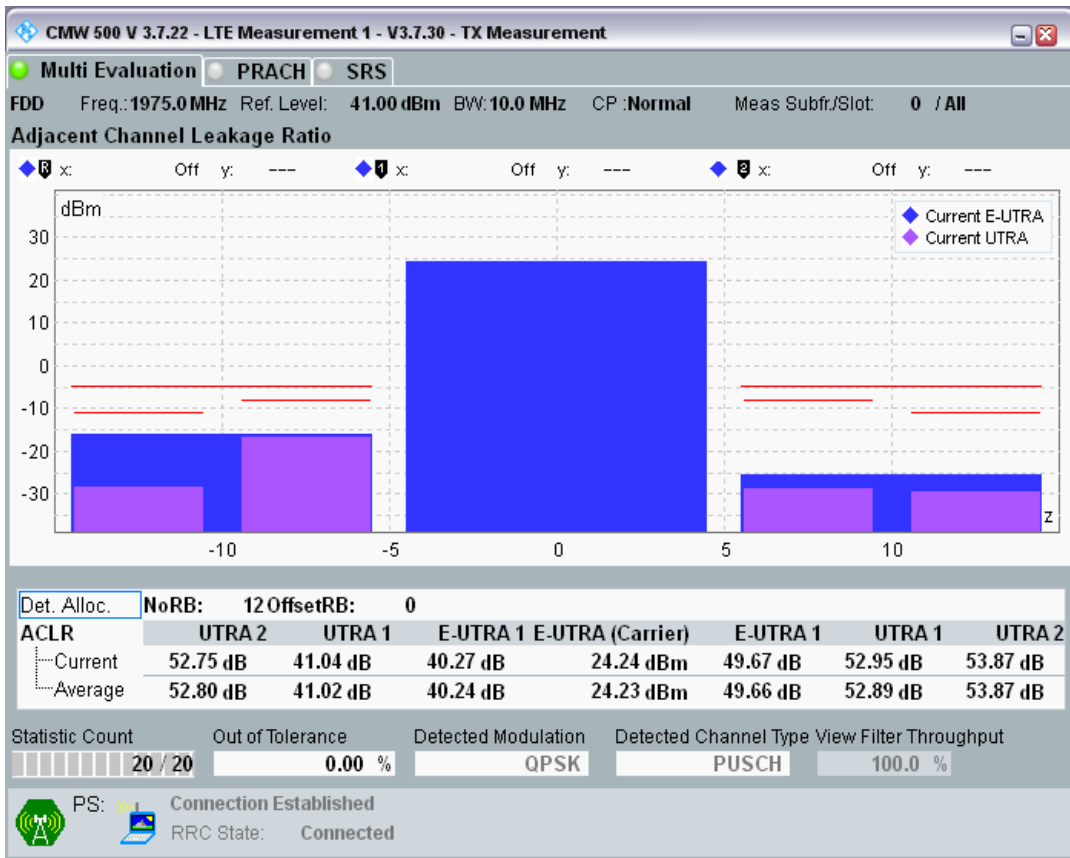 CMW 500 V 3.7.22 - LTE Measurement 1 - V3.7.30 - TX Measurement
Multi Evaluation PRACH SRS
FDD Freq.: 1975.0 MHz Ref. Level: 41.00 dBm BW: 10.0 MHz CP : Normal Meas Subfr./Slot: 0 / All
Adjacent Channel Leakage Ratio
R x: Off y: --- 1 x: Off y: --- 2 x: Off y: ---
dBm
Current E-UTRA
Current UTRA
30
20
10
0
-10
-20
-30
z
-10 -5 0 5 10
Det. Alloc. NoRB: 12 OffsetRB: 0
ACLR UTRA 2 UTRA 1 E-UTRA 1 E-UTRA (Carrier) E-UTRA 1 UTRA 1 UTRA 2
Current 52.75 dB 41.04 dB 40.27 dB 24.24 dBm 49.67 dB 52.95 dB 53.87 dB
Average 52.80 dB 41.02 dB 40.24 dB 24.23 dBm 49.66 dB 52.89 dB 53.87 dB
Statistic Count Out of Tolerance Detected Modulation Detected Channel Type View Filter Throughput
20 / 20 0.00 % QPSK PUSCH 100.0 %
PS: Connection Established
RRC State: Connected